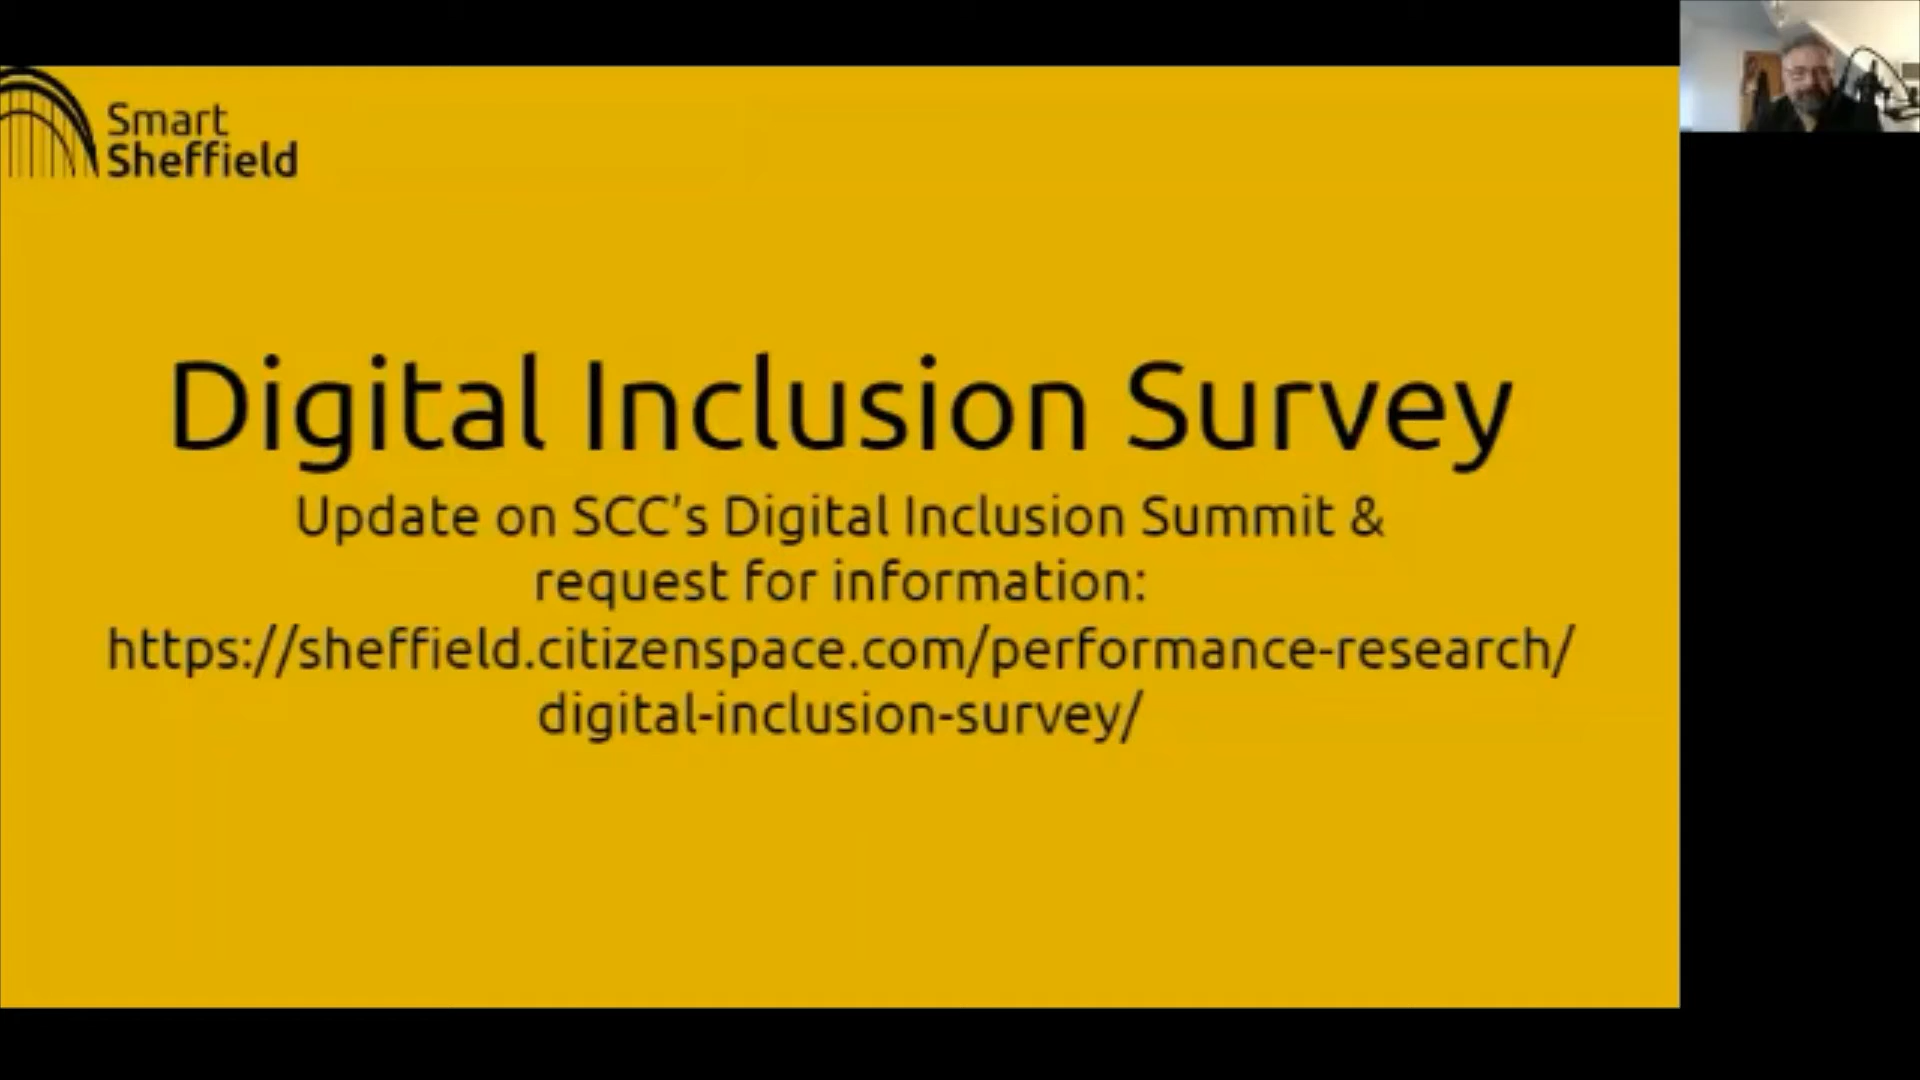 Smart
Sheffield
Digital Inclusion Survey
Update on SCC’s Digital Inclusion Summit &
request for information:
https://sheffield.citizenspace.com/performance-research/
digital-inclusion-survey/